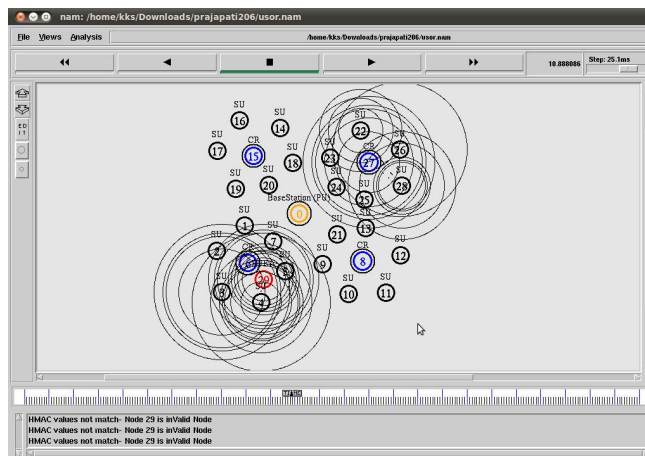 nam: /home/kks/Downloads/prajapati206/usor.nam
File Views Analysis /home/kks/Downloads/prajapati206/usor.nam
10.888086 Step: 25.1ms
SU
16
SU
14
SU
22
SU
17
CR
15
SU
18
SU
23
CR
27
SU
26
SU
19
SU
20
SU
24
SU
25
SU
28
BaseStation (PU)
0
SU
1
SU
7
SU
21
SU
13
SU
2
CR
SU
SU
9
CR
8
SU
12
29
SU
3
SU
4
SU
10
SU
11
HMAC values not match- Node 29 is inValid Node
HMAC values not match- Node 29 is inValid Node
HMAC values not match- Node 29 is inValid Node